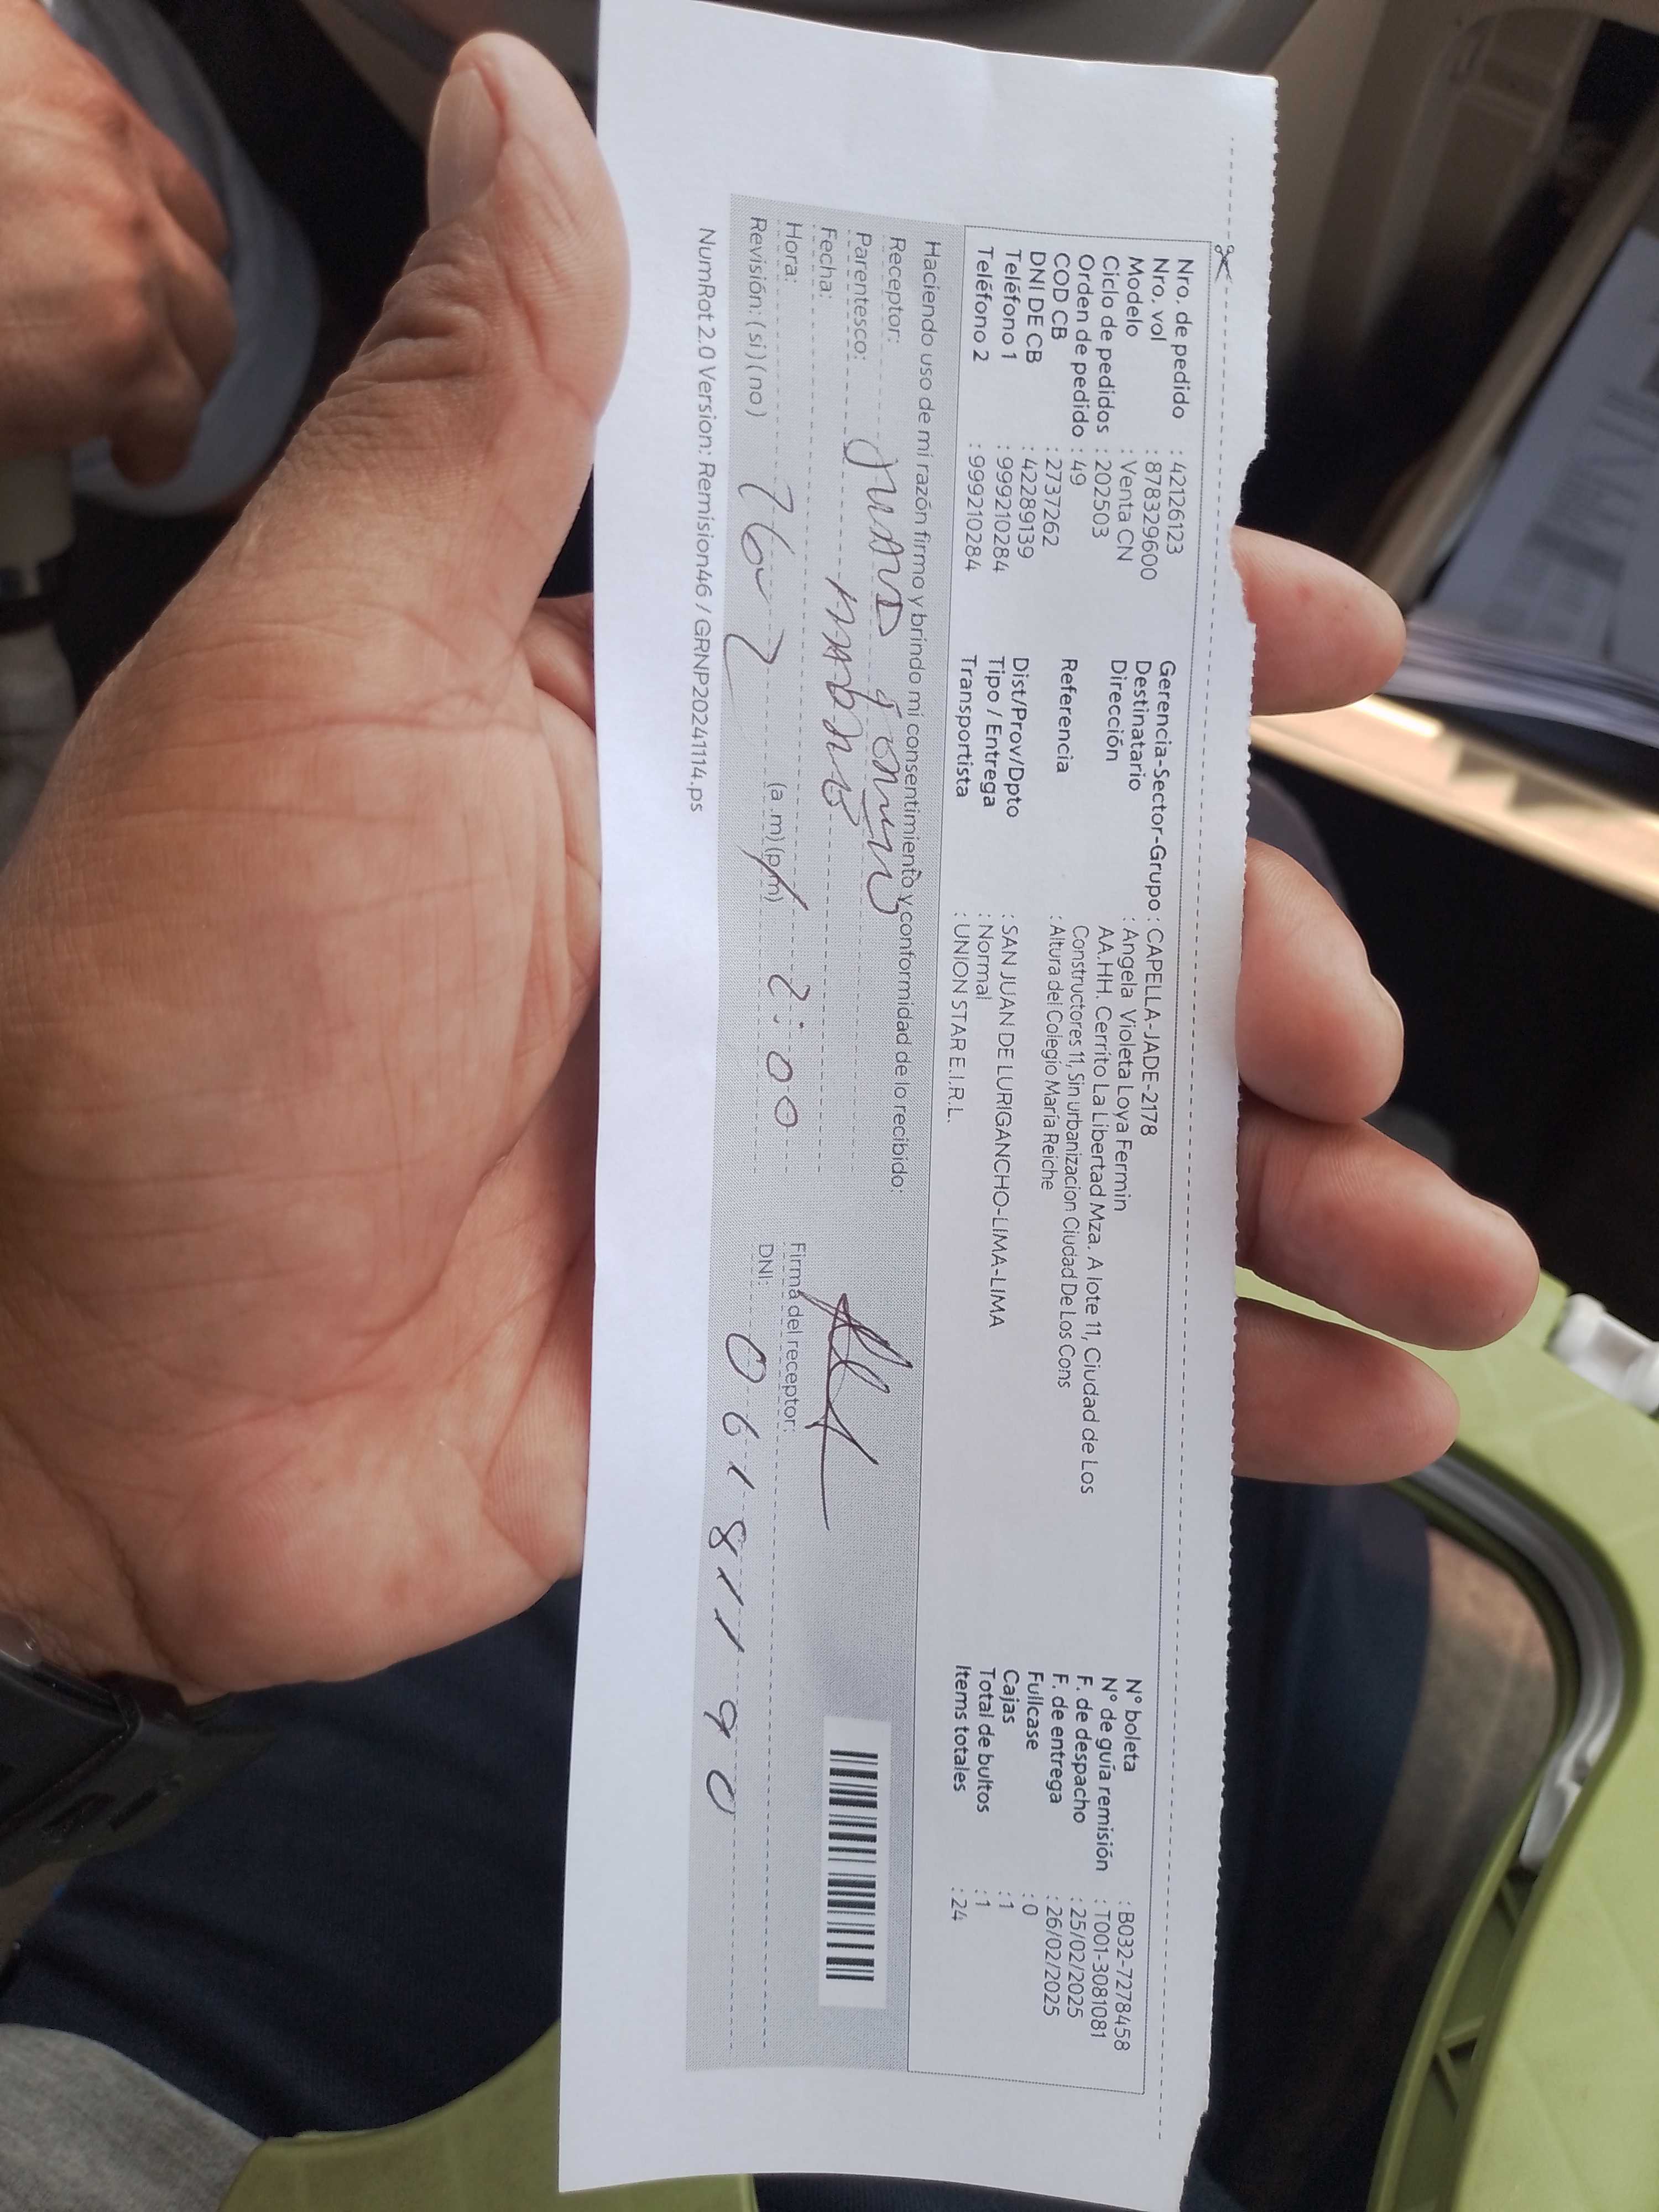 Nro. de pedido : 42126123
Nro. vol : 878329600
Modelo : Venta CN
Ciclo de pedidos : 202503
Orden de pedido : 49
COD CB : 2737262
DNI DE CB : 42289139
Teléfono 1 : 999210284
Teléfono 2 : 999210284
Gerencia-Sector-Grupo : CAPELLA-JADE-2178
Destinatario : Angela Violeta Loya Fermin
Dirección : AA.HH. Cerrito La Libertad Mza. A lote 11, Ciudad de Los
Constructores 11, Sin urbanizacion Ciudad De Los Cons
Referencia : Altura del Colegio María Reiche
Dist/Prov/Dpto : SAN JUAN DE LURIGANCHO-LIMA-LIMA
Tipo / Entrega : Normal
Transportista : UNION STAR E.I.R.L.
N° boleta : B032-7278458
N° de guía remisión : T001-3081081
F. de despacho : 25/02/2025
F. de entrega : 26/02/2025
Fullcase : 0
Cajas : 1
Total de bultos : 1
Items totales : 24
Haciendo uso de mi razón firmo y brindo mi consentimiento y conformidad de lo recibido:
Receptor:
Parentesco:
Fecha:
Hora: (a.m) (pm) 2:00
Revisión: (si) (no)
Firma del receptor:
DNI:
NumRot 2.0 Version: Remision46 / GRNP20241114.ps